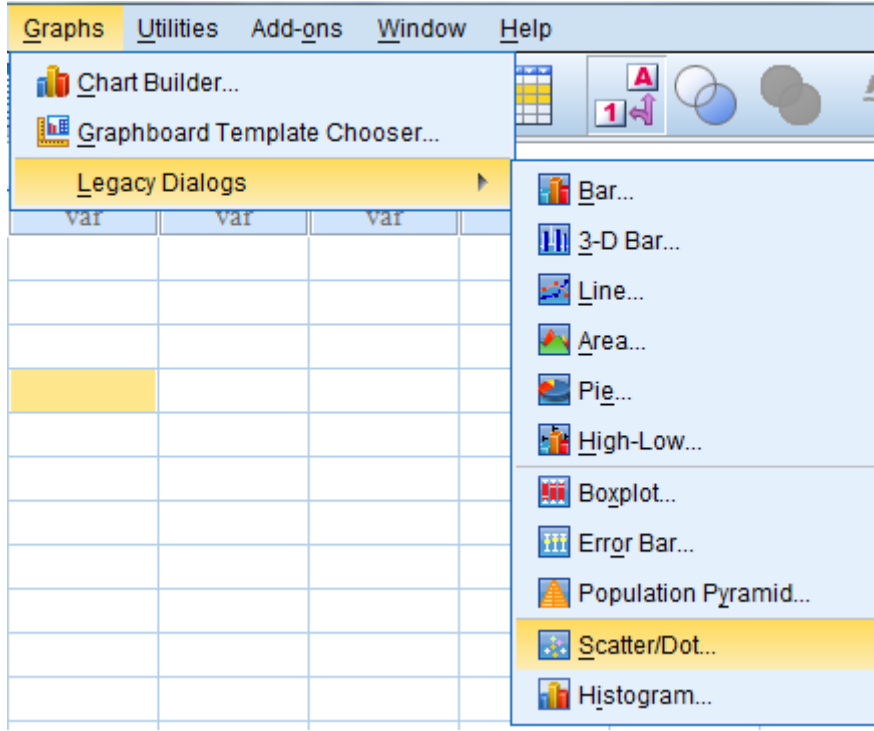 Graphs Utilities Add-ons Window Help
Chart Builder...
Graphboard Template Chooser...
Legacy Dialogs
var var var
A
1
Bar...
3-D Bar...
Line...
Area...
Pie...
High-Low...
Boxplot...
Error Bar...
Population Pyramid...
Scatter/Dot...
Histogram...